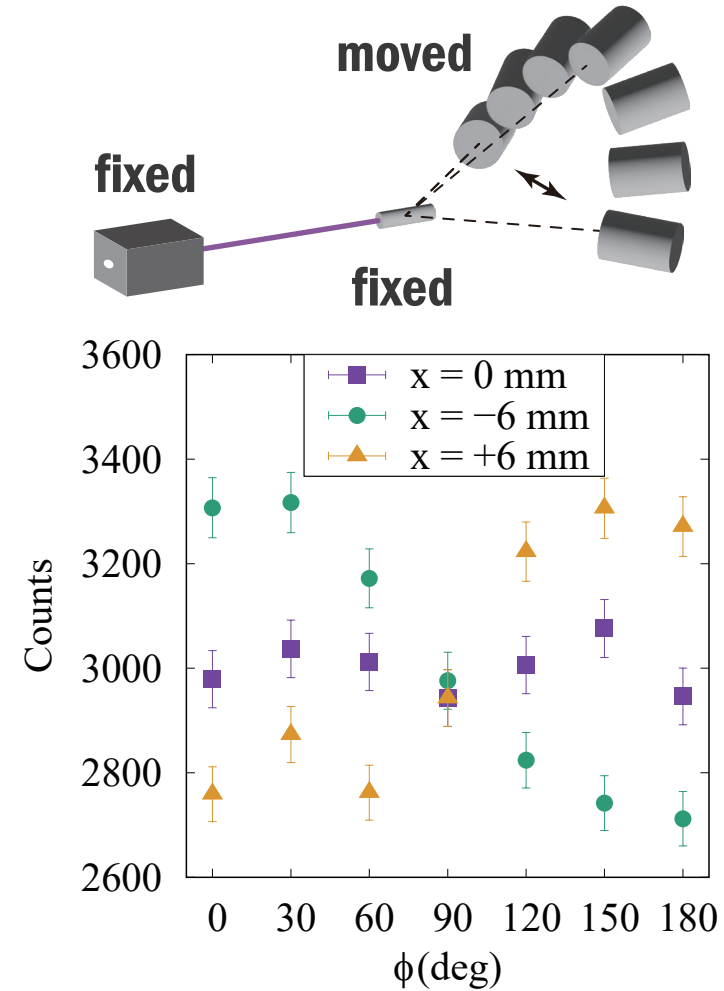 moved
fixed
fixed
3600
3400
3200
3000
2800
2600
Counts
x = 0 mm
x = −6 mm
x = +6 mm
0 30 60 90 120 150 180
ϕ(deg)